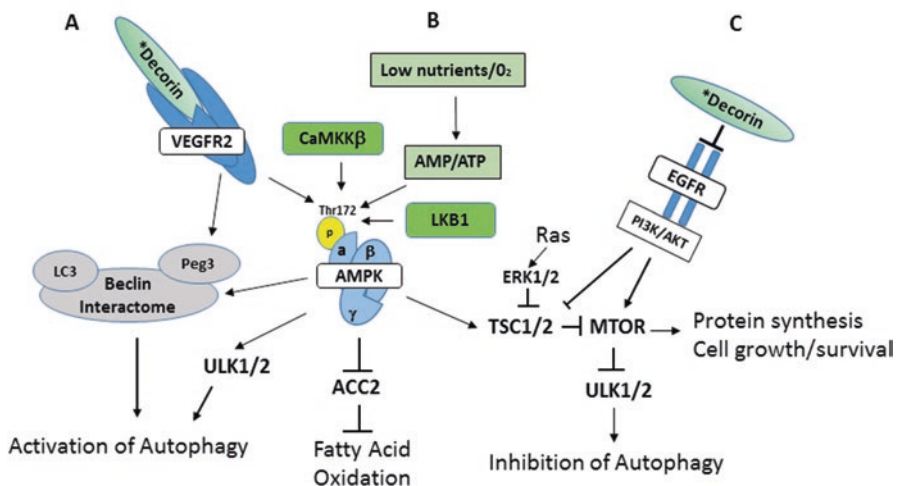 A
B
C
*Decorin
VEGFR2
CaMKKβ
Low nutrients/0₂
AMP/ATP
LKB1
Thr172
p
a
β
AMPK
γ
LC3
Peg3
Beclin
Interactome
ULK1/2
Activation of Autophagy
ACC2
Fatty Acid
Oxidation
*Decorin
EGFR
PI3K/AKT
Ras
ERK1/2
TSC1/2
MTOR
Protein synthesis
Cell growth/survival
ULK1/2
Inhibition of Autophagy